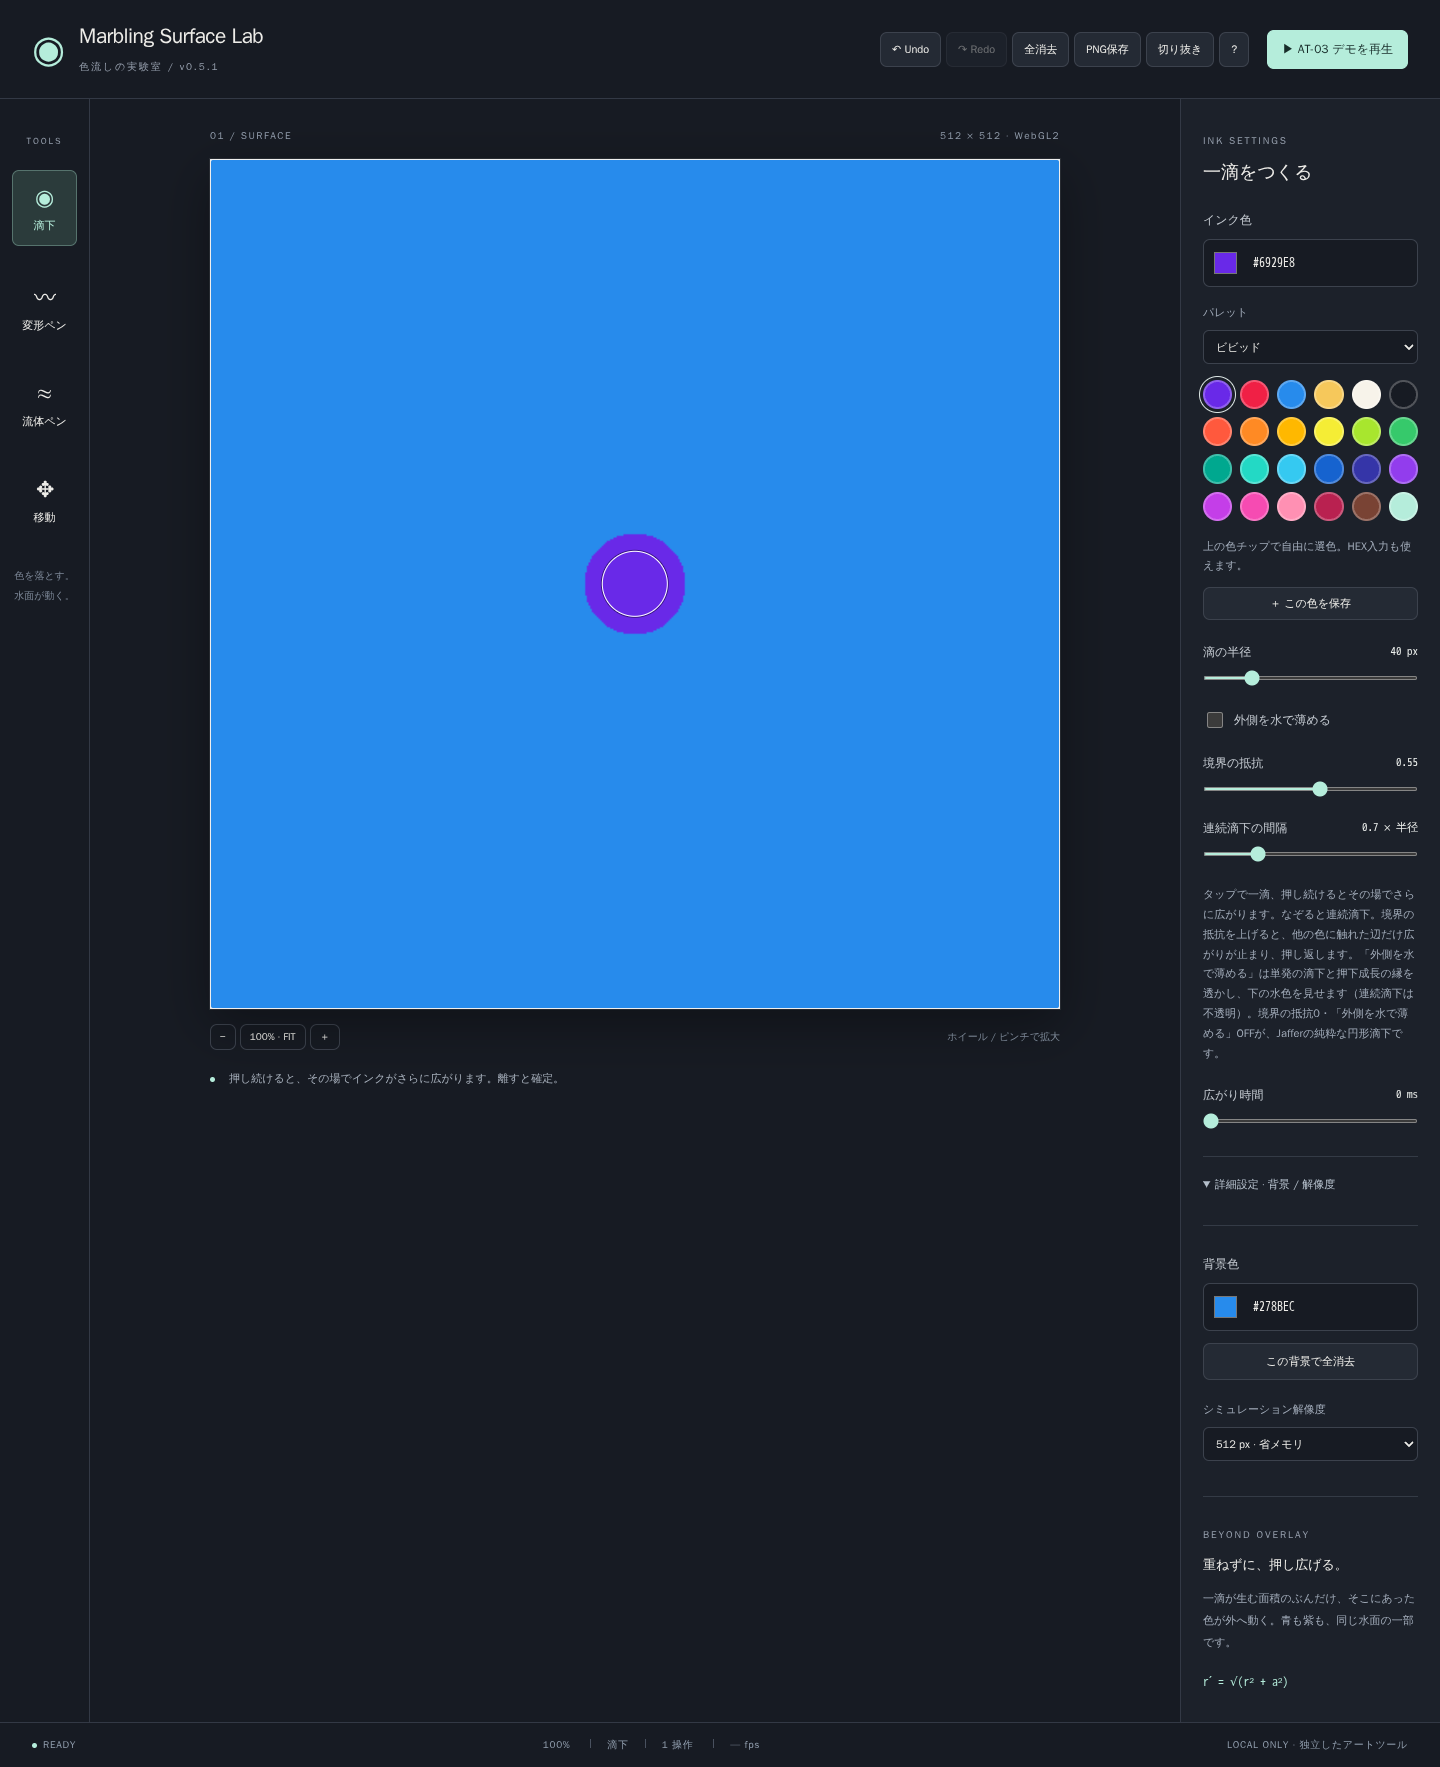 Marbling Surface Lab
色流しの実験室 / v0.5.1
↶ Undo
↷ Redo
全消去
PNG保存
切り抜き
?
▶ AT-03 デモを再生
TOOLS
滴下
変形ペン
流体ペン
移動
色を落とす。
水面が動く。
01 / SURFACE
512 × 512 · WebGL2
−
100% · FIT
+
ホイール / ピンチで拡大
押し続けると、その場でインクがさらに広がります。離すと確定。
INK SETTINGS
一滴をつくる
インク色
#6929E8
パレット
ビビッド
上の色チップで自由に選色。HEX入力も使
えます。
+ この色を保存
滴の半径
40 px
外側を水で薄める
境界の抵抗
0.55
連続滴下の間隔
0.7 × 半径
タップで一滴、押し続けるとその場でさら
に広がります。なぞると連続滴下。境界の
抵抗を上げると、他の色に触れた辺だけ広
がりが止まり、押し返します。「外側を水
で薄める」は単発の滴下と押下成長の縁を
透かし、下の水色を見せます（連続滴下は
不透明）。境界の抵抗0・「外側を水で薄
める」OFFが、Jafferの純粋な円形滴下で
す。
広がり時間
0 ms
▼ 詳細設定 · 背景 / 解像度
背景色
#278BEC
この背景で全消去
シミュレーション解像度
512 px · 省メモリ
BEYOND OVERLAY
重ねずに、押し広げる。
一滴が生む面積のぶんだけ、そこにあった
色が外へ動く。青も紫も、同じ水面の一部
です。
r′ = √(r² + a²)
READY
100%
滴下
1 操作
— fps
LOCAL ONLY · 独立したアートツール